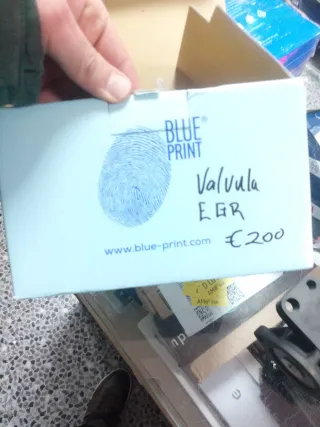 BLUE®
PRINT
Valvula
EGR
€200
www.blue-print.com